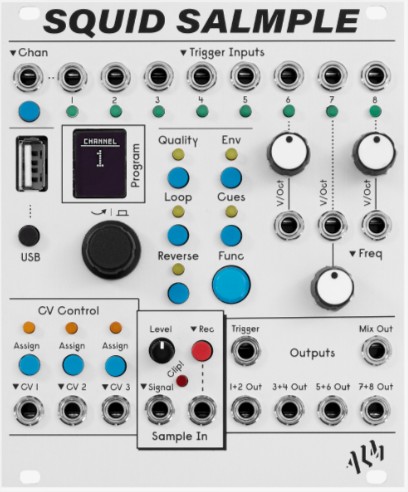 SQUID SALMPLE
▼Chan ▼Trigger Inputs
1 2 3 4 5 6 7 8
CHANNEL
1
Program
USB
Quality Env
Loop Cues
Reverse Func
V/Oct V/Oct V/Oct
▼Freq
CV Control
Assign Assign Assign
▼CV 1 ▼CV 2 ▼CV 3
Level ▼Rec
Clip!
▼Signal
Sample In
Trigger Outputs Mix Out
1+2 Out 3+4 Out 5+6 Out 7+8 Out
ALM